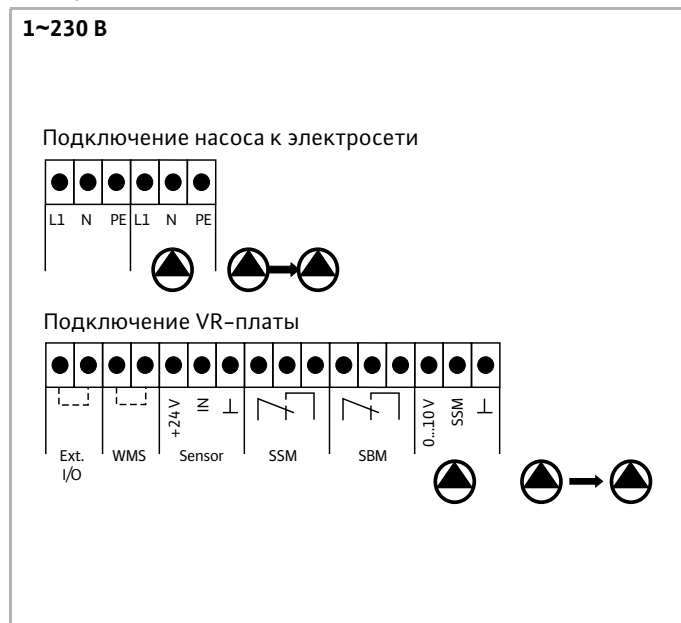 1~230 В
Подключение насоса к электросети
L1 N PE L1 N PE
Подключение VR-платы
+24 V IN 0...10 V SSM
Ext. I/O WMS Sensor SSM SBM